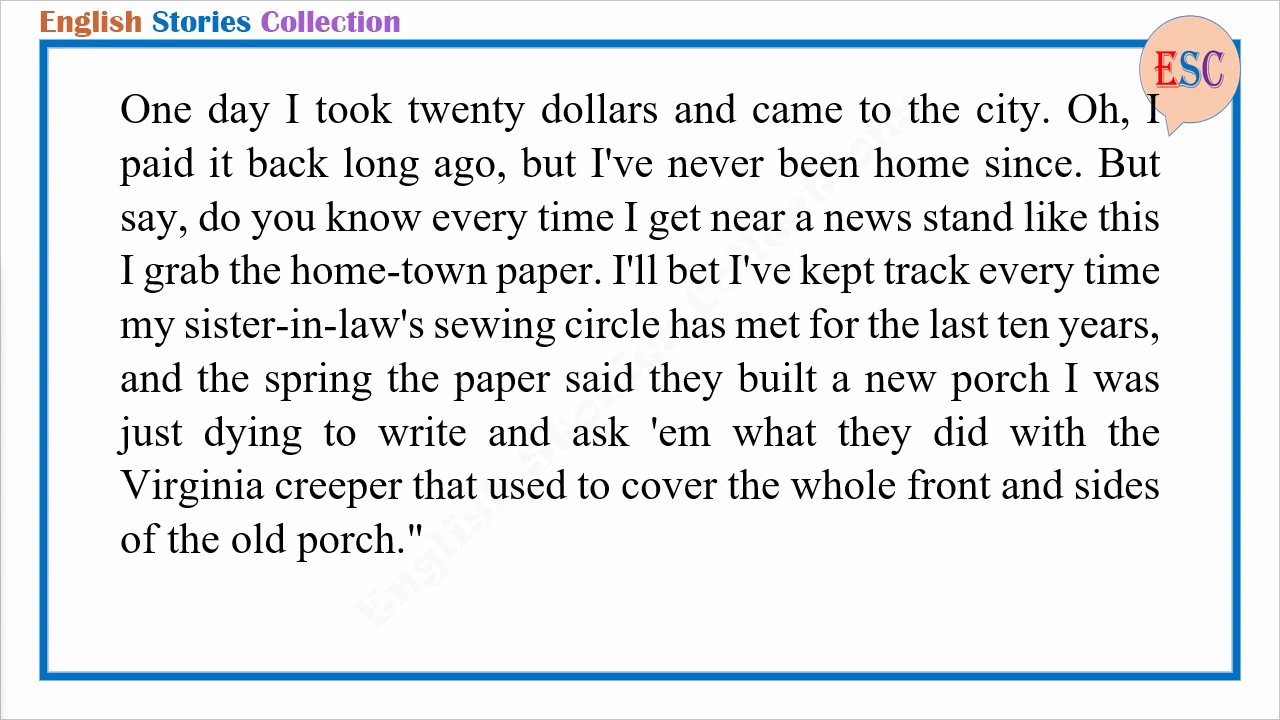 English Stories Collection
ESC
One day I took twenty dollars and came to the city. Oh, I
paid it back long ago, but I've never been home since. But
say, do you know every time I get near a news stand like this
I grab the home-town paper. I'll bet I've kept track every time
my sister-in-law's sewing circle has met for the last ten years,
and the spring the paper said they built a new porch I was
just dying to write and ask 'em what they did with the
Virginia creeper that used to cover the whole front and sides
of the old porch."